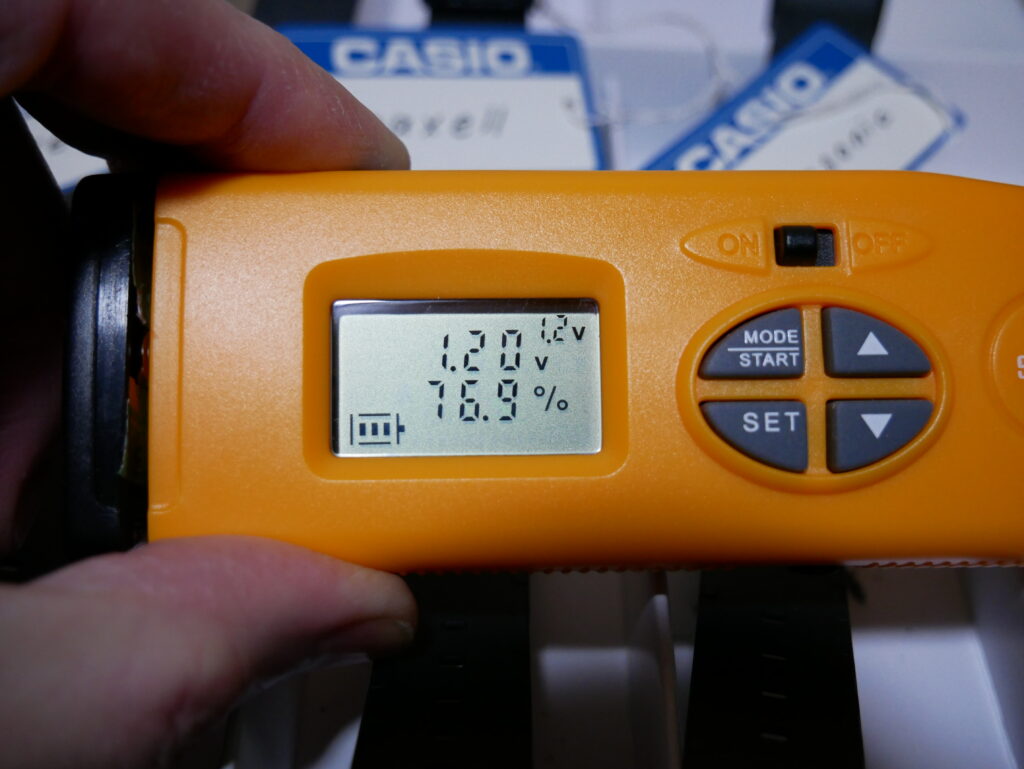 CASIO
CASIO
ON OFF
1.2 v
1.20 v
76.9 %
MODE
START
SET